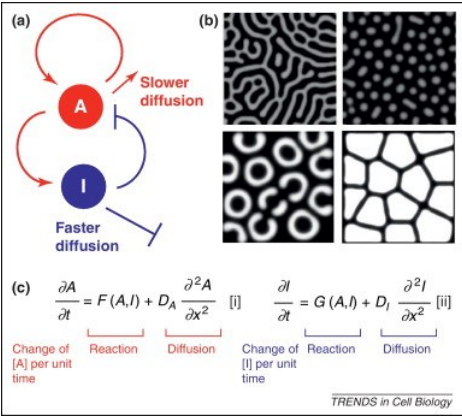 (a)
A
Slower
diffusion
I
Faster
diffusion
(b)
(c) ∂A/∂t = F (A,I) + D_A ∂²A/∂x² [i]
∂I/∂t = G (A,I) + D_I ∂²I/∂x² [ii]
Change of
[A] per unit
time
Reaction
Diffusion
Change of
[I] per unit
time
Reaction
Diffusion
TRENDS in Cell Biology